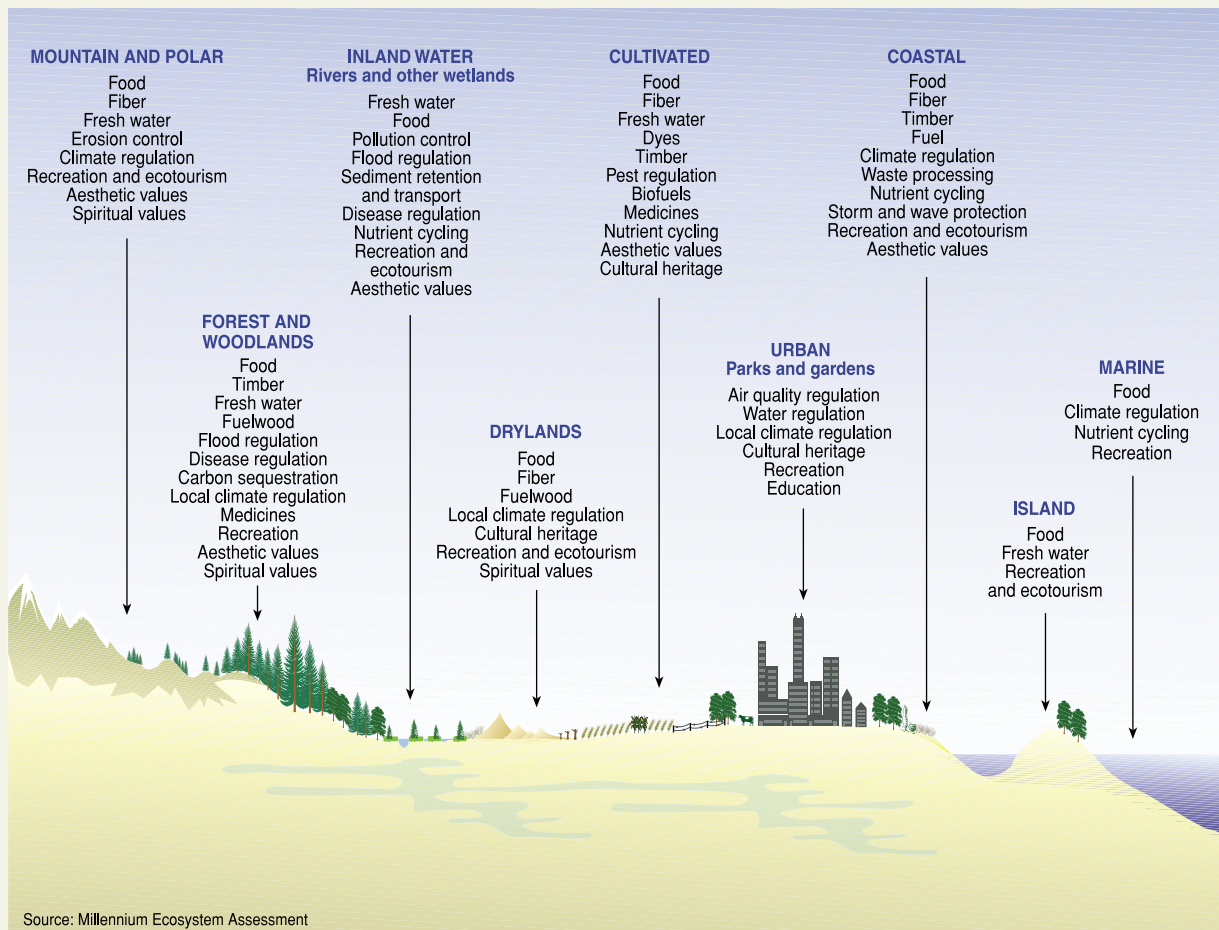 MOUNTAIN AND POLAR
Food
Fiber
Fresh water
Erosion control
Climate regulation
Recreation and ecotourism
Aesthetic values
Spiritual values
INLAND WATER
Rivers and other wetlands
Fresh water
Food
Pollution control
Flood regulation
Sediment retention
and transport
Disease regulation
Nutrient cycling
Recreation and
ecotourism
Aesthetic values
CULTIVATED
Food
Fiber
Fresh water
Dyes
Timber
Pest regulation
Biofuels
Medicines
Nutrient cycling
Aesthetic values
Cultural heritage
COASTAL
Food
Fiber
Timber
Fuel
Climate regulation
Waste processing
Nutrient cycling
Storm and wave protection
Recreation and ecotourism
Aesthetic values
FOREST AND
WOODLANDS
Food
Timber
Fresh water
Fuelwood
Flood regulation
Disease regulation
Carbon sequestration
Local climate regulation
Medicines
Recreation
Aesthetic values
Spiritual values
DRYLANDS
Food
Fiber
Fuelwood
Local climate regulation
Cultural heritage
Recreation and ecotourism
Spiritual values
URBAN
Parks and gardens
Air quality regulation
Water regulation
Local climate regulation
Cultural heritage
Recreation
Education
MARINE
Food
Climate regulation
Nutrient cycling
Recreation
ISLAND
Food
Fresh water
Recreation
and ecotourism
Source: Millennium Ecosystem Assessment